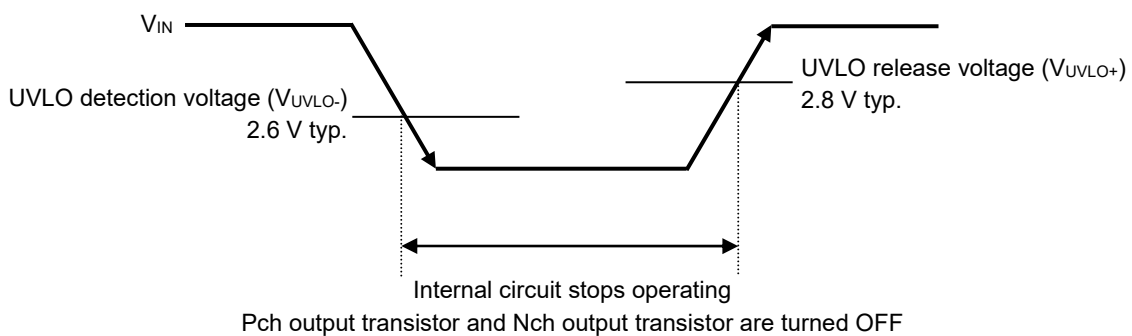 VIN
UVLO detection voltage (VUVLO-)
2.6 V typ.
UVLO release voltage (VUVLO+)
2.8 V typ.
Internal circuit stops operating
Pch output transistor and Nch output transistor are turned OFF